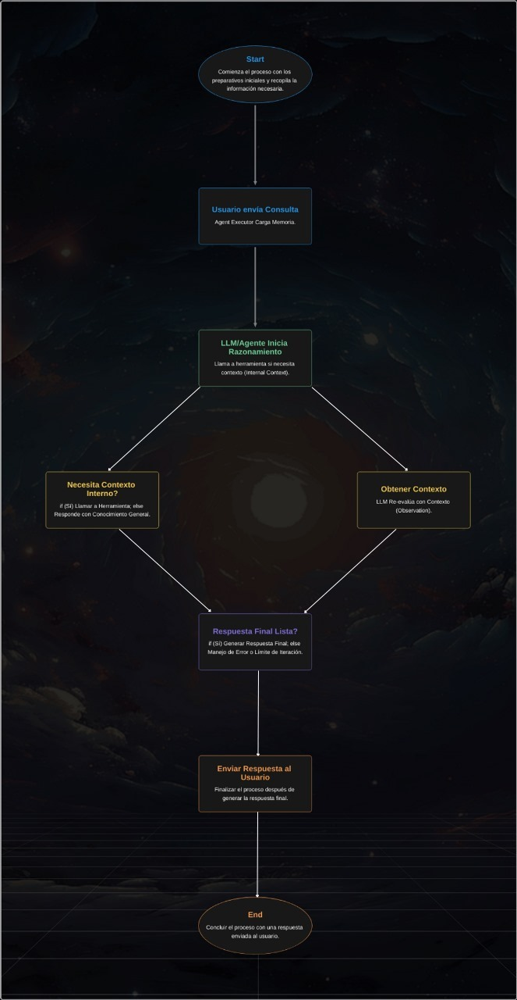 Start
Comienza el proceso con los
preparativos iniciales y recopila la
información necesaria.
Usuario envía Consulta
Agent Executor Carga Memoria.
LLM/Agente Inicia
Razonamiento
Llama a herramienta si necesita
contexto (Internal Context).
Necesita Contexto
Interno?
if (Sí) Llamar a Herramienta; else
Responde con Conocimiento General.
Obtener Contexto
LLM Re-evalúa con Contexto
(Observation).
Respuesta Final Lista?
if (Sí) Generar Respuesta Final; else
Manejo de Error o Límite de Iteración.
Enviar Respuesta al
Usuario
Finalizar el proceso después de
generar la respuesta final.
End
Concluir el proceso con una respuesta
enviada al usuario.